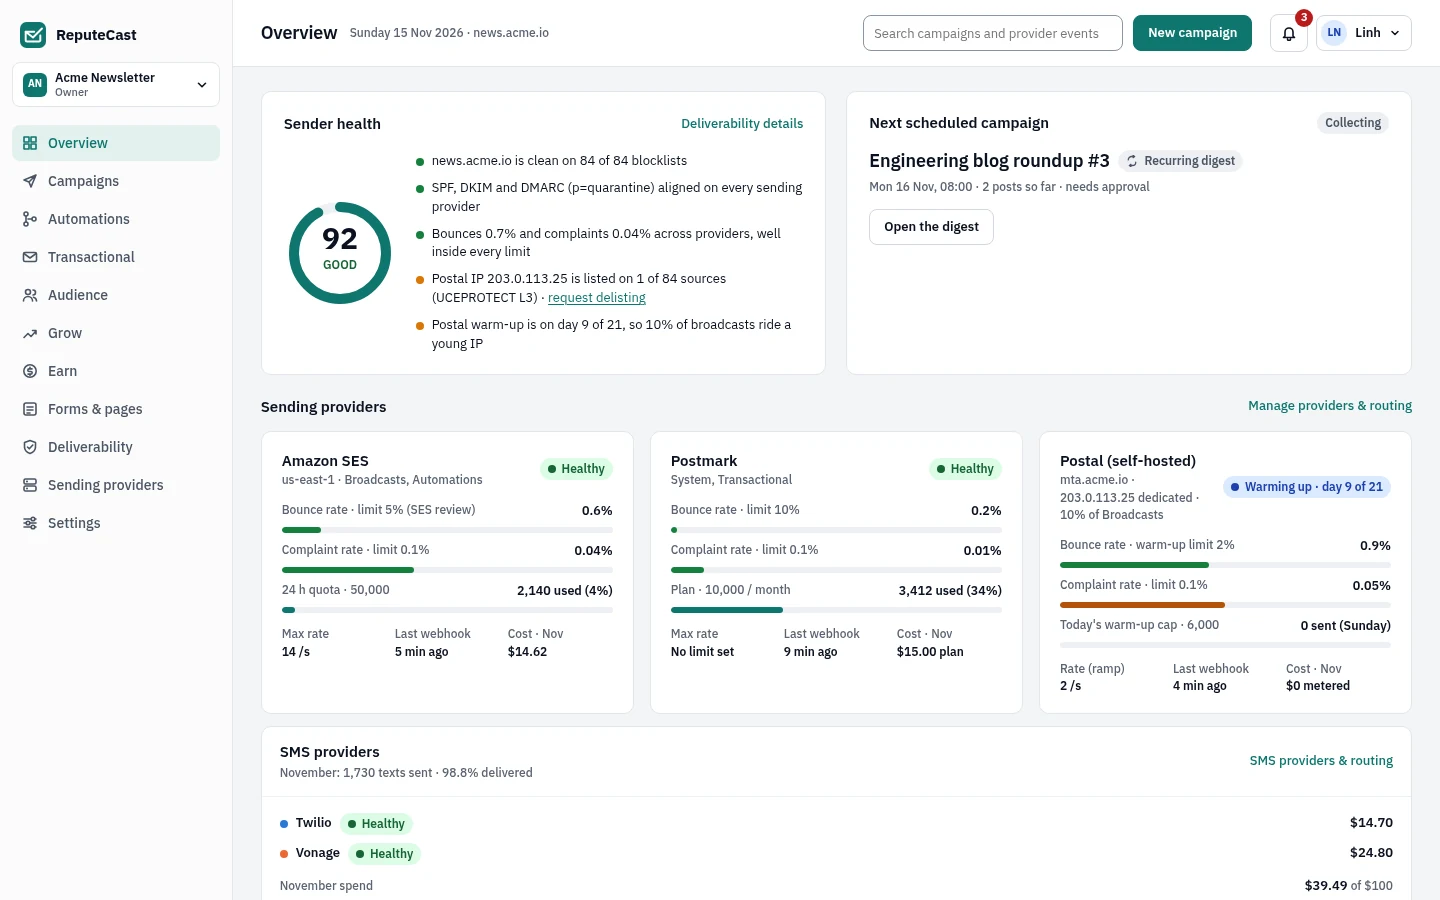 ReputeCast
AN
Acme Newsletter
Owner
Overview
Campaigns
Automations
Transactional
Audience
Grow
Earn
Forms & pages
Deliverability
Sending providers
Settings
Overview
Sunday 15 Nov 2026 · news.acme.io
Search campaigns and provider events
New campaign
3
LN
Linh
Sender health
Deliverability details
92
GOOD
news.acme.io is clean on 84 of 84 blocklists
SPF, DKIM and DMARC (p=quarantine) aligned on every sending
provider
Bounces 0.7% and complaints 0.04% across providers, well
inside every limit
Postal IP 203.0.113.25 is listed on 1 of 84 sources
(UCEPROTECT L3) · request delisting
Postal warm-up is on day 9 of 21, so 10% of broadcasts ride a
young IP
Next scheduled campaign
Collecting
Engineering blog roundup #3
Recurring digest
Mon 16 Nov, 08:00 · 2 posts so far · needs approval
Open the digest
Sending providers
Manage providers & routing
Amazon SES
us-east-1 · Broadcasts, Automations
Healthy
Bounce rate · limit 5% (SES review)
0.6%
Complaint rate · limit 0.1%
0.04%
24 h quota · 50,000
2,140 used (4%)
Max rate
Last webhook
Cost · Nov
14 /s
5 min ago
$14.62
Postmark
System, Transactional
Healthy
Bounce rate · limit 10%
0.2%
Complaint rate · limit 0.1%
0.01%
Plan · 10,000 / month
3,412 used (34%)
Max rate
Last webhook
Cost · Nov
No limit set
9 min ago
$15.00 plan
Postal (self-hosted)
mta.acme.io ·
203.0.113.25 dedicated ·
10% of Broadcasts
Warming up · day 9 of 21
Bounce rate · warm-up limit 2%
0.9%
Complaint rate · limit 0.1%
0.05%
Today's warm-up cap · 6,000
0 sent (Sunday)
Rate (ramp)
Last webhook
Cost · Nov
2 /s
4 min ago
$0 metered
SMS providers
November: 1,730 texts sent · 98.8% delivered
SMS providers & routing
Twilio
Healthy
$14.70
Vonage
Healthy
$24.80
November spend
$39.49 of $100